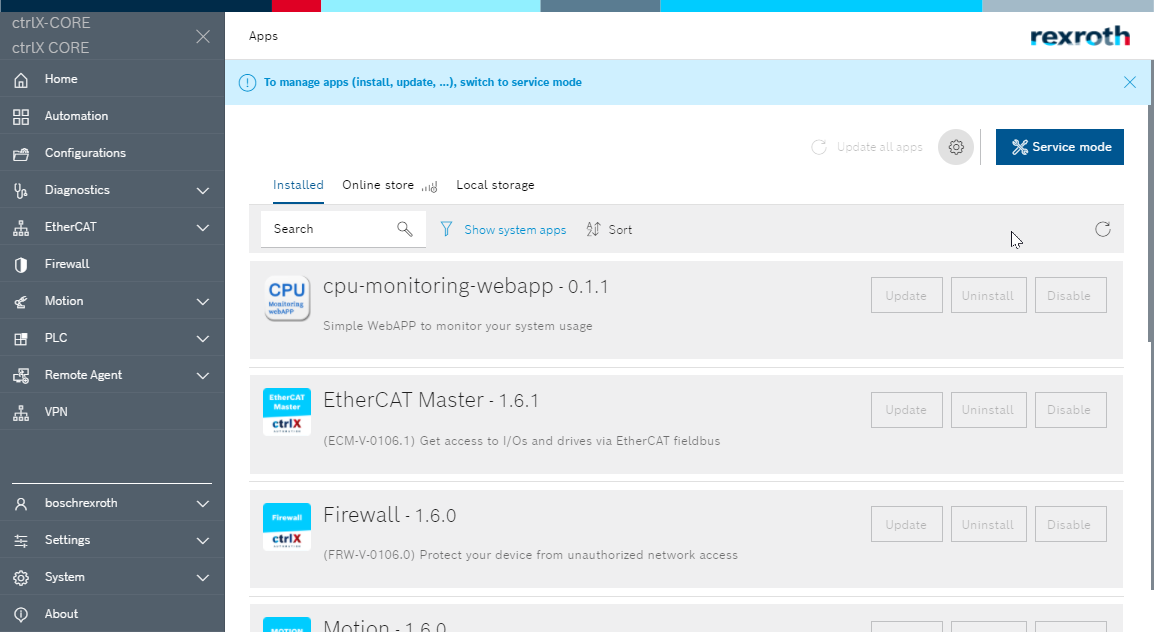 ctrlX-CORE
ctrlX CORE
Home
Automation
Configurations
Diagnostics
EtherCAT
Firewall
Motion
PLC
Remote Agent
VPN
boschrexroth
Settings
System
About
Apps
rexroth
To manage apps (install, update, ...), switch to service mode
Update all apps
Service mode
Installed Online store Local storage
Search Show system apps Sort
CPU
Monitoring
webAPP
cpu-monitoring-webapp - 0.1.1
Simple WebAPP to monitor your system usage
Update Uninstall Disable
EtherCAT
Master
ctrlX
AUTOMATION
EtherCAT Master - 1.6.1
(ECM-V-0106.1) Get access to I/Os and drives via EtherCAT fieldbus
Update Uninstall Disable
Firewall
ctrlX
AUTOMATION
Firewall - 1.6.0
(FRW-V-0106.0) Protect your device from unauthorized network access
Update Uninstall Disable
MOTION
Motion - 1.6.0